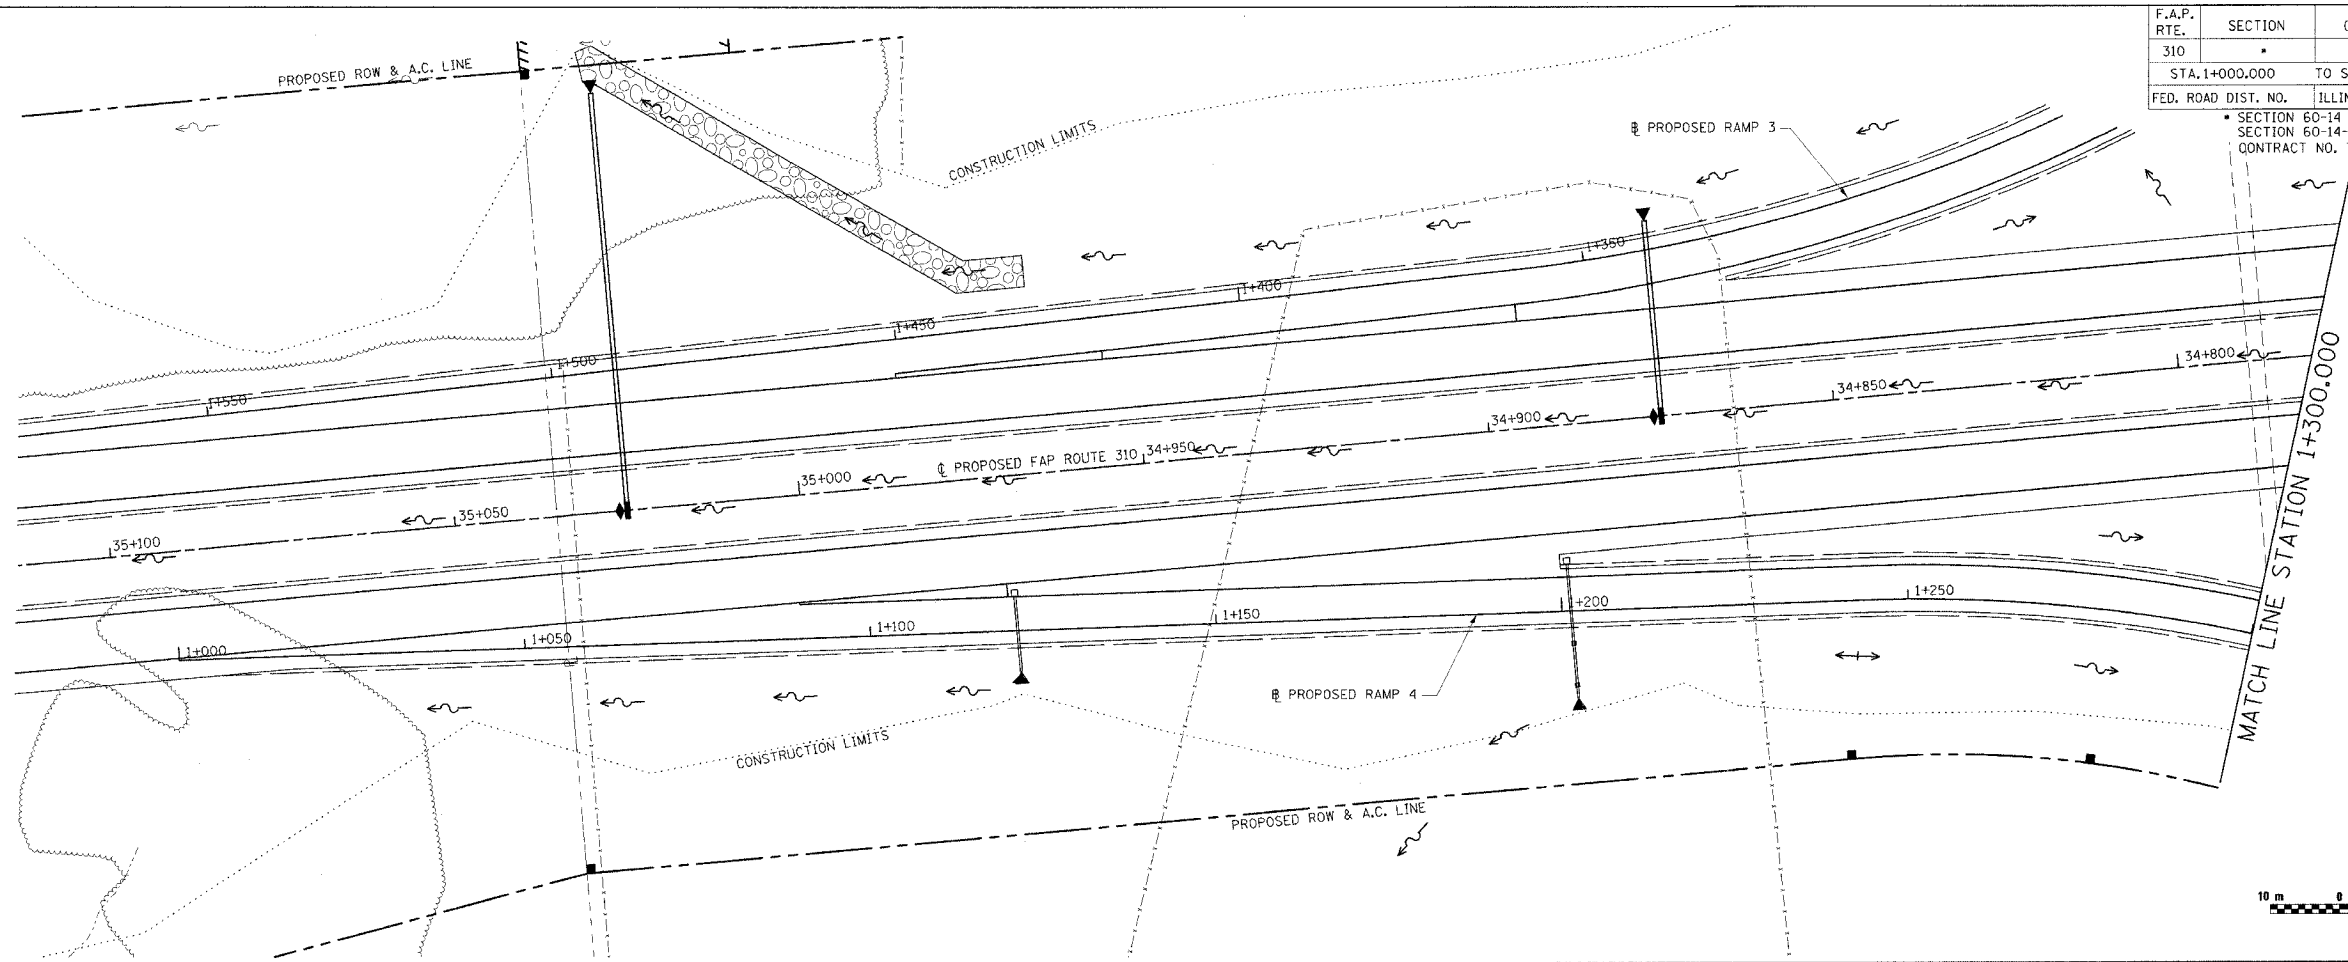 F.A.P. RTE.
SECTION
310
*
STA. 1+000.000 TO S
FED. ROAD DIST. NO.
ILLIN
* SECTION 60-14
SECTION 60-14-
CONTRACT NO.
PROPOSED ROW & A.C. LINE
CONSTRUCTION LIMITS
℄ PROPOSED RAMP 3
1+350
1+400
1+450
1+500
1+550
34+800
34+850
34+900
34+950
℄ PROPOSED FAP ROUTE 310
35+000
35+050
35+100
1+000
1+050
1+100
1+150
1+200
1+250
℄ PROPOSED RAMP 4
CONSTRUCTION LIMITS
PROPOSED ROW & A.C. LINE
MATCH LINE STATION 1+300.000
10 m 0